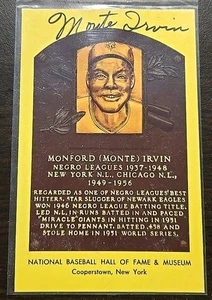 Monte Irvin
MONFORD (MONTE) IRVIN
NEGRO LEAGUES 1937-1948
NEW YORK N.L., CHICAGO N.L.,
1949-1956
REGARDED AS ONE OF NEGRO LEAGUES' BEST
HITTERS. STAR SLUGGER OF NEWARK EAGLES
WON 1946 NEGRO LEAGUE BATTING TITLE.
LED N.L. IN RUNS BATTED IN AND PACED
"MIRACLE" GIANTS IN HITTING IN 1951
DRIVE TO PENNANT. BATTED .458 AND
STOLE HOME IN 1951 WORLD SERIES.
NATIONAL BASEBALL HALL OF FAME & MUSEUM
Cooperstown, New York